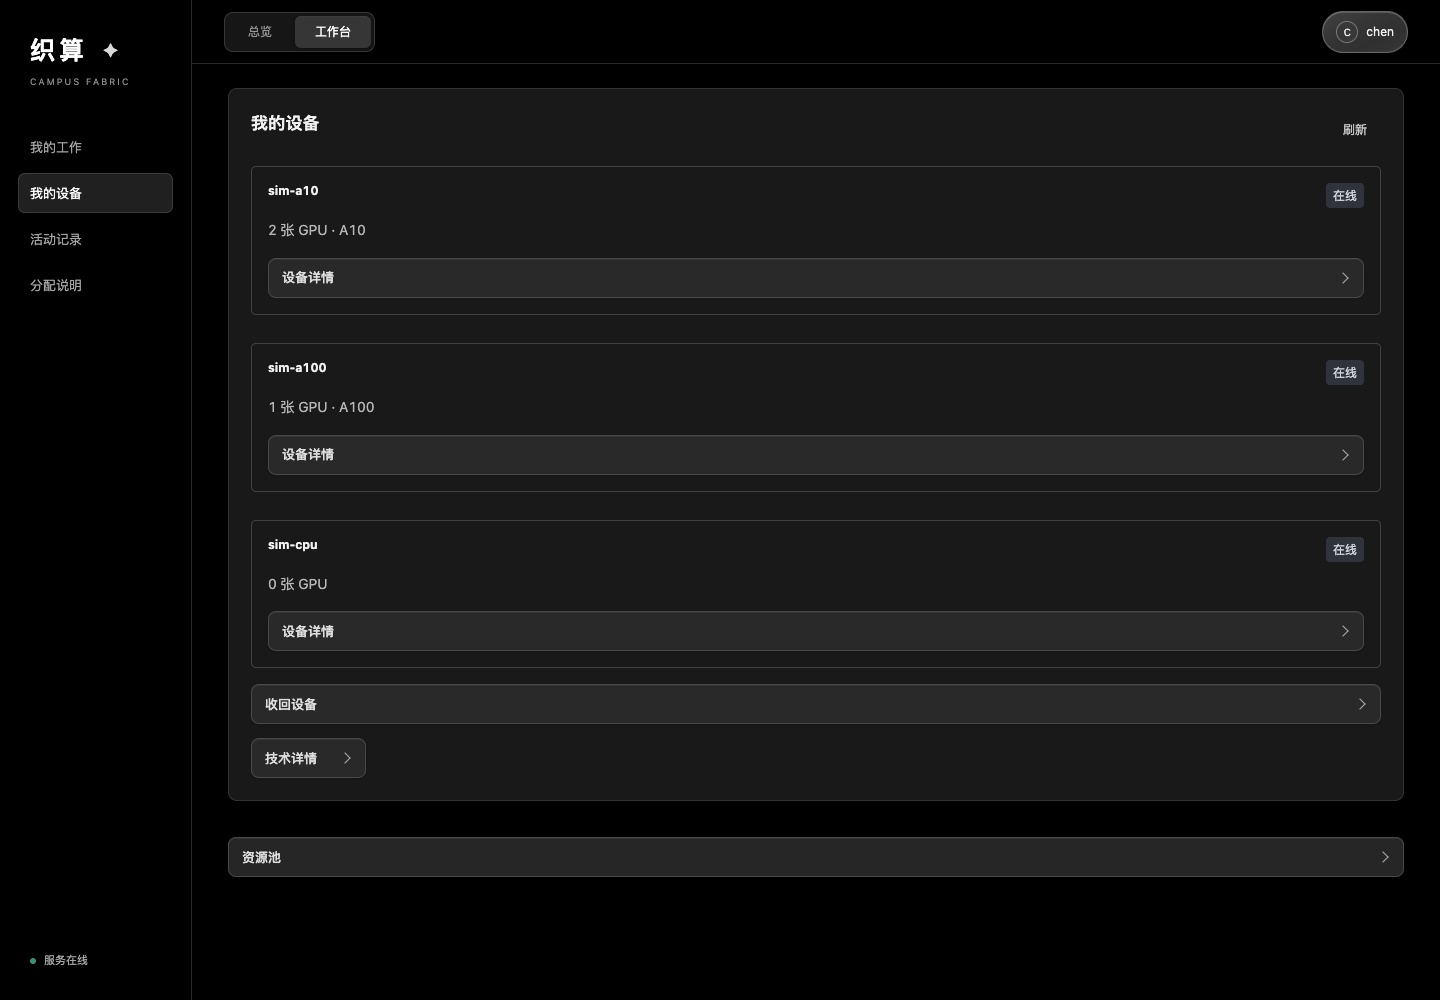 织算
CAMPUS FABRIC
我的工作
我的设备
活动记录
分配说明
服务在线
总览
工作台
C chen
我的设备
刷新
sim-a10
在线
2 张 GPU · A10
设备详情
sim-a100
在线
1 张 GPU · A100
设备详情
sim-cpu
在线
0 张 GPU
设备详情
收回设备
技术详情
资源池